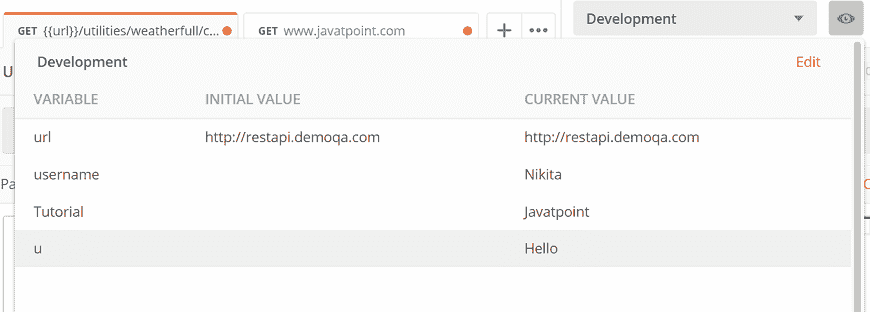 GET {{url}}/utilities/weatherfull/c... GET www.javatpoint.com + ••• Development
Development Edit
VARIABLE INITIAL VALUE CURRENT VALUE
url http://restapi.demoqa.com http://restapi.demoqa.com
username Nikita
Tutorial Javatpoint
u Hello